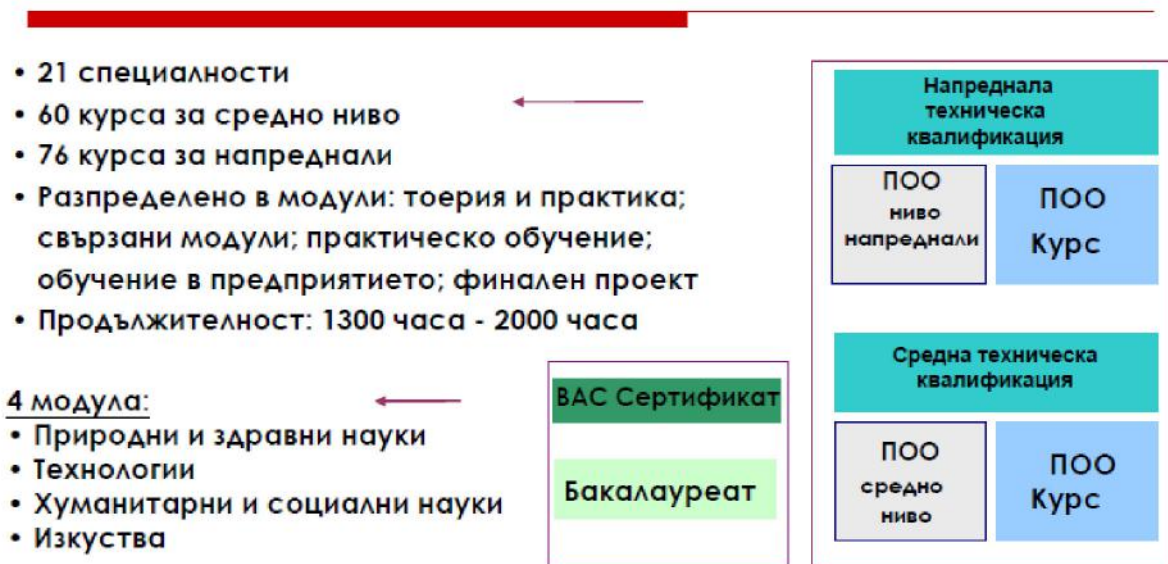 • 21 специалности
• 60 курса за средно ниво
• 76 курса за напреднали
• Разпределено в модули: тоерия и практика;
свързани модули; практическо обучение;
обучение в предприятието; финален проект
• Продължителност: 1300 часа - 2000 часа
4 модула:
• Природни и здравни науки
• Технологии
• Хуманитарни и социални науки
• Изкуства
ВАС Сертификат
Бакалауреат
Напреднала
техническа
квалификация
ПОО
ниво
напреднали
ПОО
Курс
Средна техническа
квалификация
ПОО
средно
ниво
ПОО
Курс